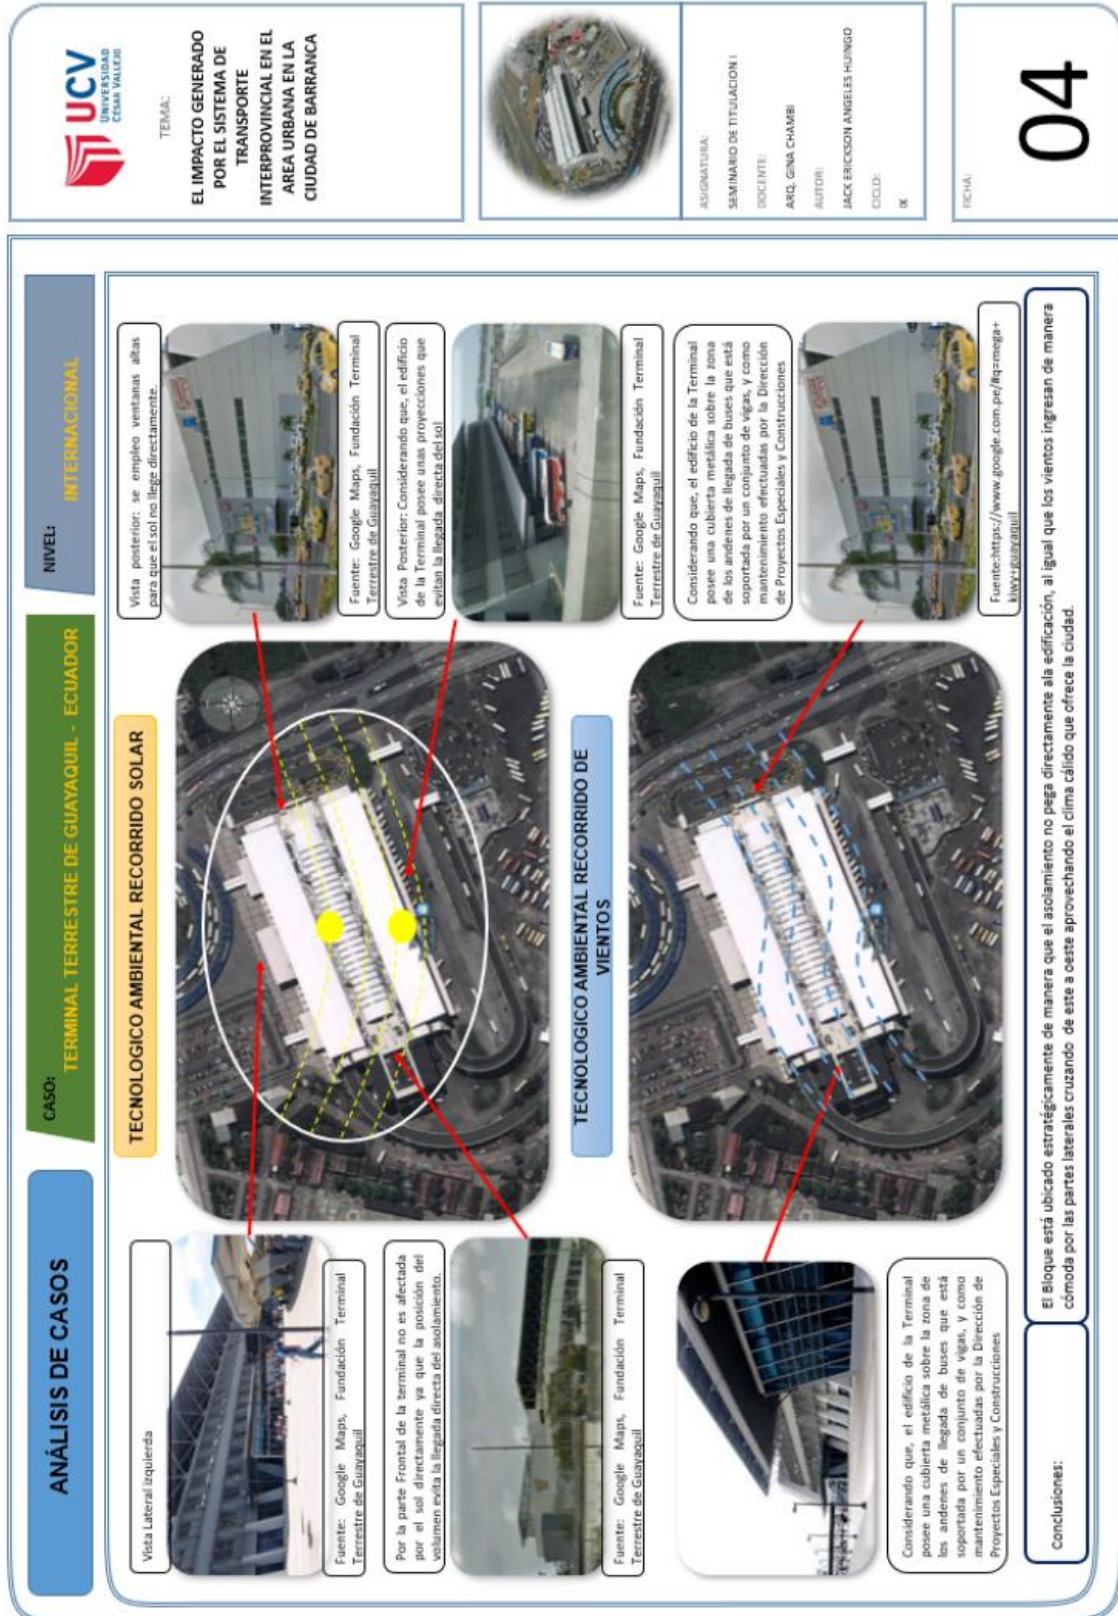 ANÁLISIS DE CASOS
CASO:
TERMINAL TERRESTRE DE GUAYAQUIL - ECUADOR
NIVEL:
INTERNACIONAL
UCV
UNIVERSIDAD
CÉSAR VALLEJO
TEMA:
EL IMPACTO GENERADO
POR EL SISTEMA DE
TRANSPORTE
INTERPROVINCIAL EN EL
AREA URBANA EN LA
CIUDAD DE BARRANCA
ASIGNATURA:
SEMINARIO DE TITULACION I
DOCENTE:
ARQ. GINA CHAMBI
AUTOR:
JACK ERICKSON ANGELES HUINGO
CICLO:
IX
FICHA:
04
Vista Lateral izquierda
Fuente: Google Maps, Fundación Terminal
Terrestre de Guayaquil
Por la parte Frontal de la terminal no es afectada
por el sol directamente ya que la posición del
volumen evita la llegada directa del asolamiento.
Fuente: Google Maps, Fundación Terminal
Terrestre de Guayaquil
Considerando que, el edificio de la Terminal
posee una cubierta metálica sobre la zona de
los andenes de llegada de buses que está
soportada por un conjunto de vigas, y como
mantenimiento efectuadas por la Dirección de
Proyectos Especiales y Construcciones
TECNOLOGICO AMBIENTAL RECORRIDO SOLAR
TECNOLOGICO AMBIENTAL RECORRIDO DE
VIENTOS
Vista posterior: se empleo ventanas altas
para que el sol no llege directamente.
Fuente: Google Maps, Fundación Terminal
Terrestre de Guayaquil
Vista Posterior: Considerando que, el edificio
de la Terminal posee unas proyecciones que
evitan la llegada directa del sol
Fuente: Google Maps, Fundación Terminal
Terrestre de Guayaquil
Considerando que, el edificio de la Terminal
posee una cubierta metálica sobre la zona
de los andenes de llegada de buses que está
soportada por un conjunto de vigas, y como
mantenimiento efectuadas por la Dirección
de Proyectos Especiales y Construcciones
Fuente:https://www.google.com.pe/#q=mega+
kiwy+guayaquil
Conclusiones:
El Bloque está ubicado estratégicamente de manera que el asolamiento no pega directamente ala edificación, al igual que los vientos ingresan de manera
cómoda por las partes laterales cruzando de este a oeste aprovechando el clima cálido que ofrece la ciudad.